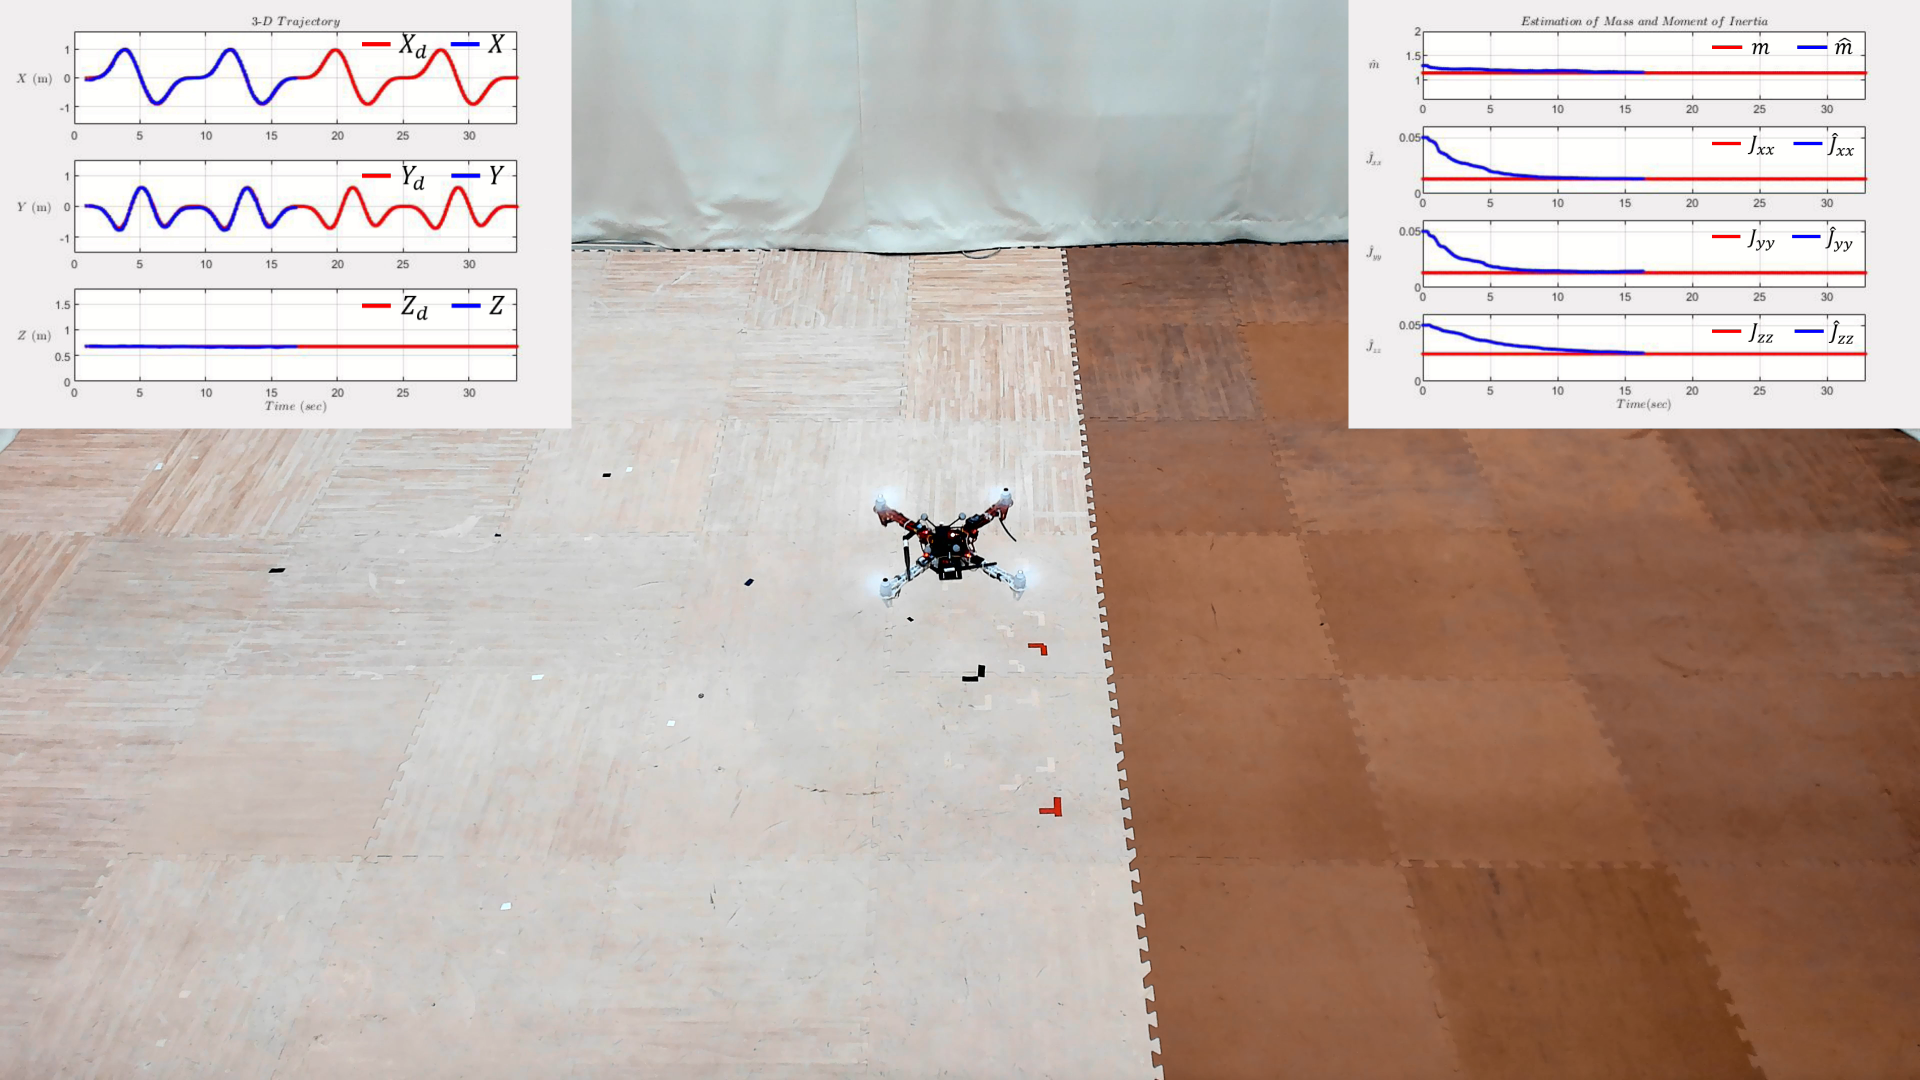 3-D Trajectory
X_d X
X (m)
1
0
-1
0 5 10 15 20 25 30
Y_d Y
Y (m)
1
0
-1
0 5 10 15 20 25 30
Z_d Z
Z (m)
1.5
1
0.5
0
0 5 10 15 20 25 30
Time (sec)
Estimation of Mass and Moment of Inertia
m m̂
m̂
2
1.5
1
0 5 10 15 20 25 30
J_xx Ĵ_xx
Ĵ_xx
0.05
0
0 5 10 15 20 25 30
J_yy Ĵ_yy
Ĵ_yy
0.05
0
0 5 10 15 20 25 30
J_zz Ĵ_zz
Ĵ_zz
0.05
0
0 5 10 15 20 25 30
Time(sec)